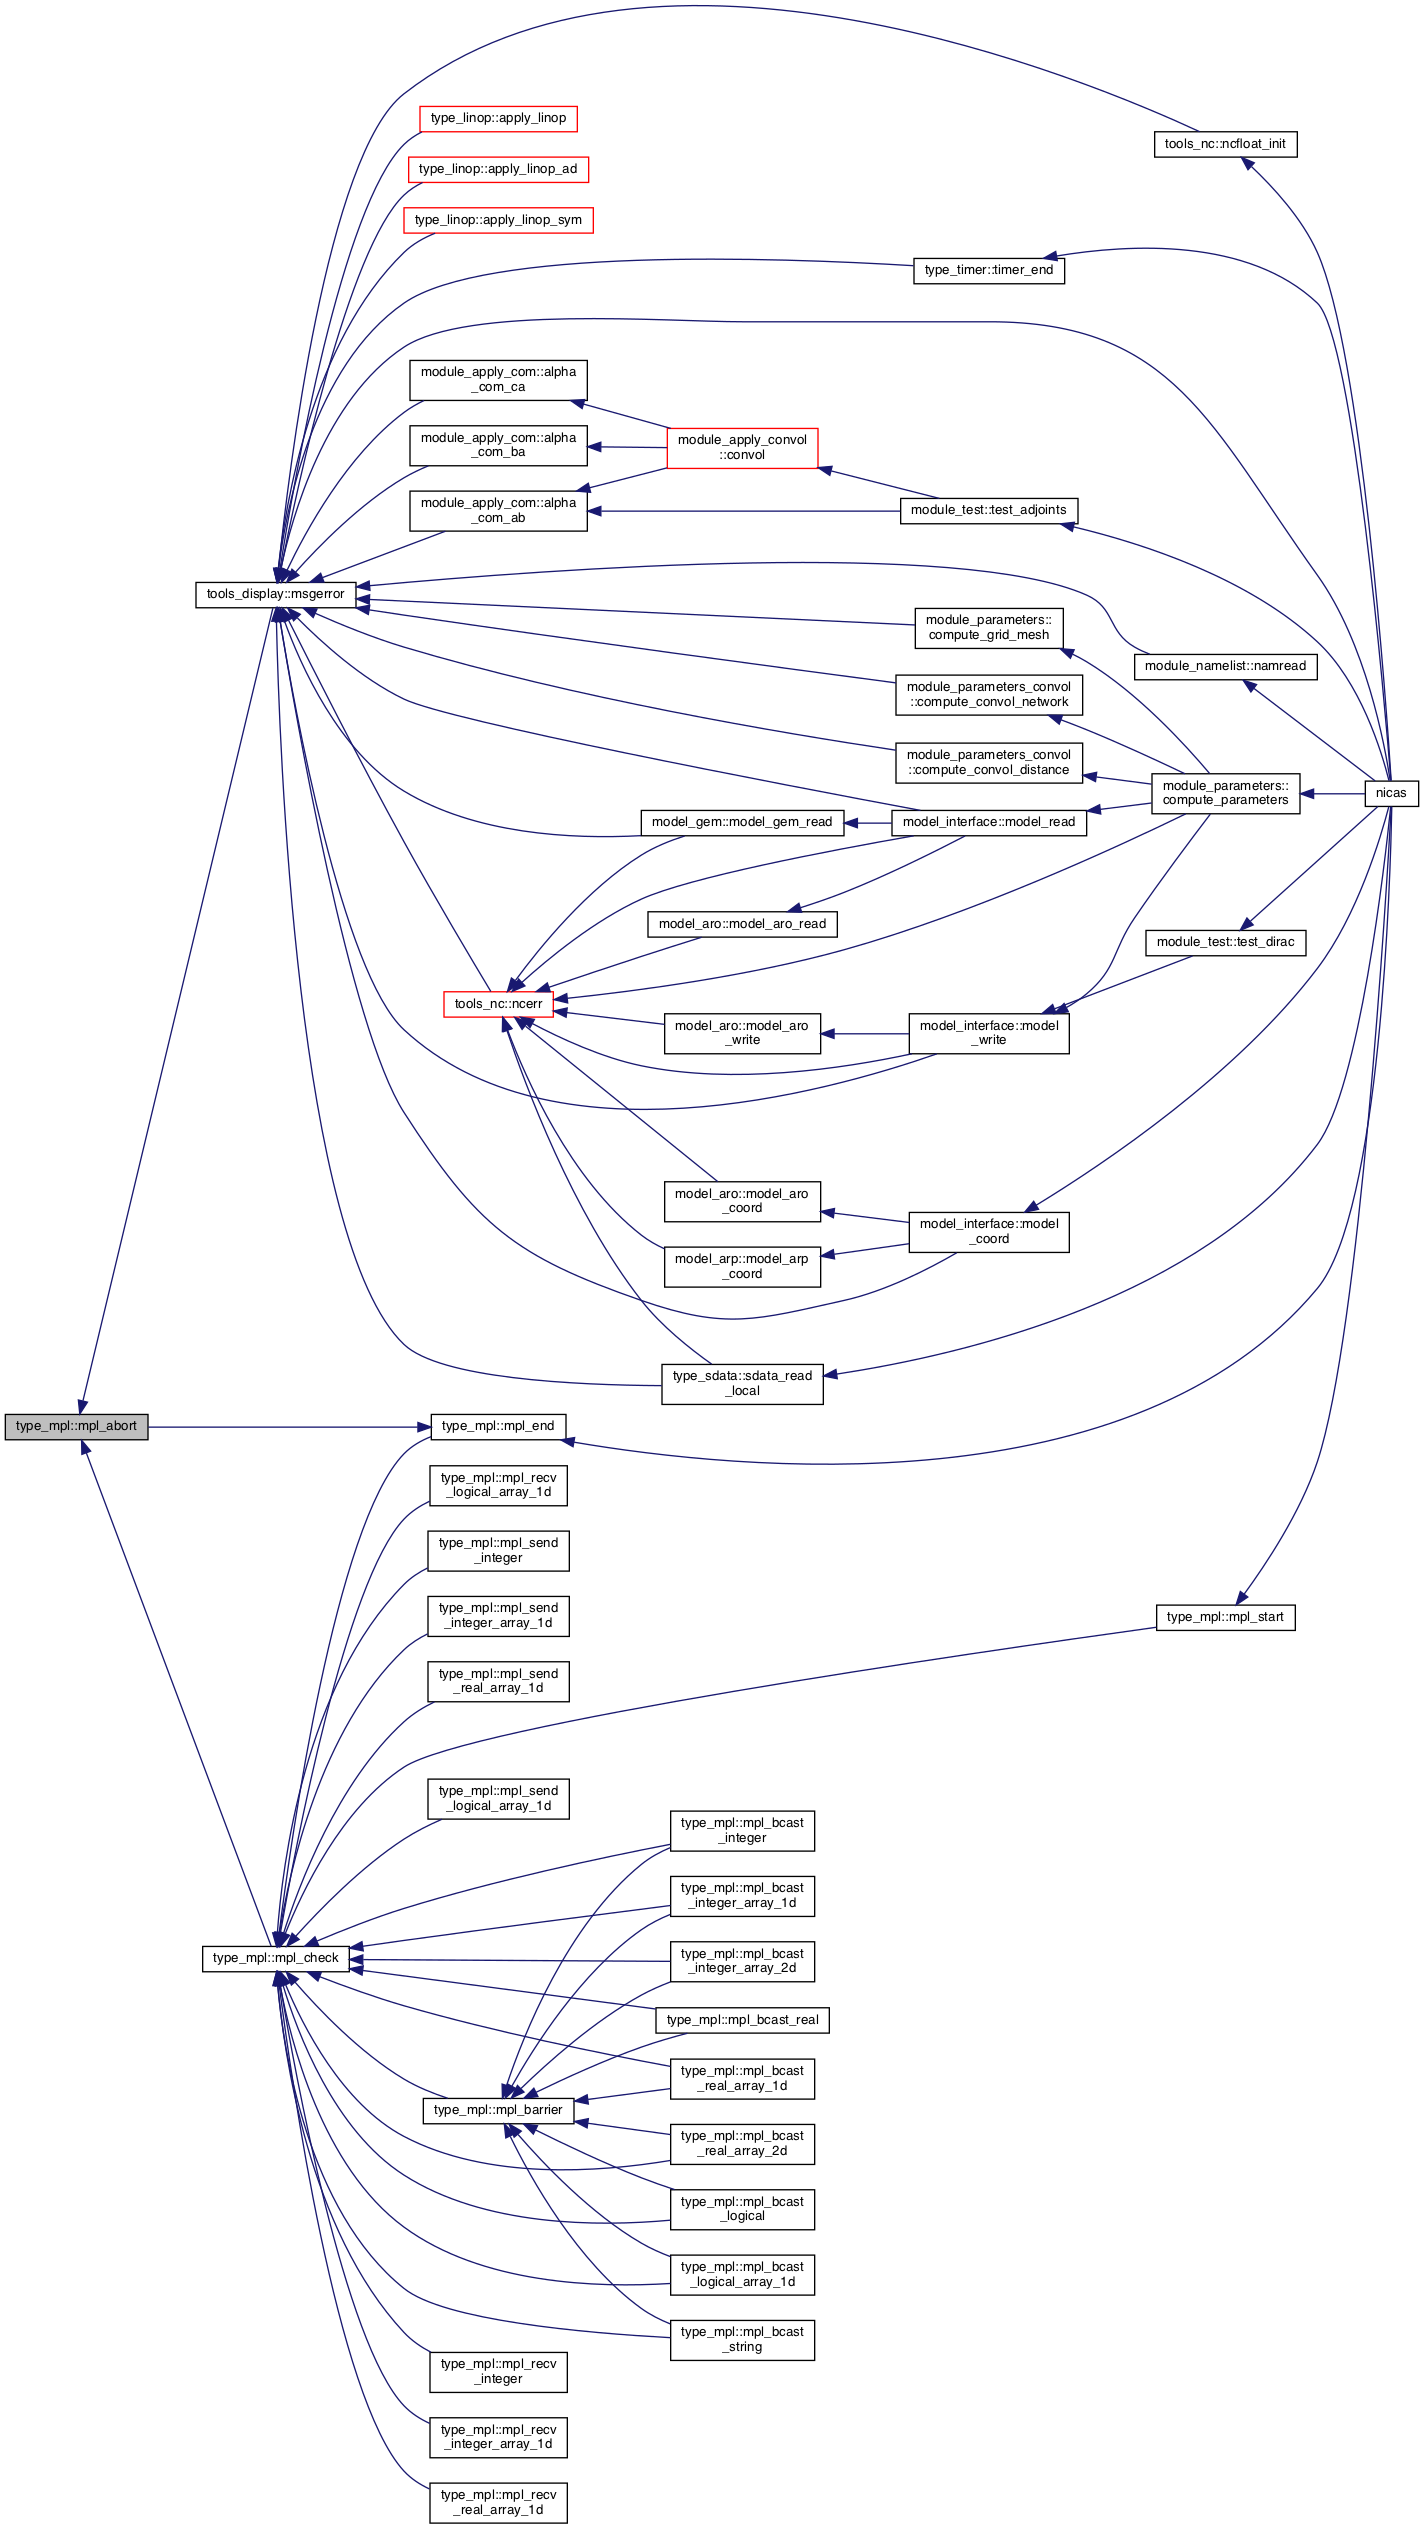 type_linop::apply_linop
tools_nc::ncfloat_init
type_linop::apply_linop_ad
type_linop::apply_linop_sym
type_timer::timer_end
module_apply_com::alpha
_com_ca
module_apply_com::alpha
_com_ba
module_apply_convol
::convol
module_apply_com::alpha
_com_ab
module_test::test_adjoints
tools_display::msgerror
module_parameters::
compute_grid_mesh
module_namelist::namread
module_parameters_convol
::compute_convol_network
module_parameters_convol
::compute_convol_distance
module_parameters::
compute_parameters
nicas
model_gem::model_gem_read
model_interface::model_read
model_aro::model_aro_read
module_test::test_dirac
tools_nc::ncerr
model_aro::model_aro
_write
model_interface::model
_write
model_aro::model_aro
_coord
model_interface::model
_coord
model_arp::model_arp
_coord
type_sdata::sdata_read
_local
type_mpl::mpl_abort
type_mpl::mpl_end
type_mpl::mpl_recv
_logical_array_1d
type_mpl::mpl_send
_integer
type_mpl::mpl_send
_integer_array_1d
type_mpl::mpl_start
type_mpl::mpl_send
_real_array_1d
type_mpl::mpl_send
_logical_array_1d
type_mpl::mpl_bcast
_integer
type_mpl::mpl_bcast
_integer_array_1d
type_mpl::mpl_check
type_mpl::mpl_bcast
_integer_array_2d
type_mpl::mpl_bcast_real
type_mpl::mpl_bcast
_real_array_1d
type_mpl::mpl_barrier
type_mpl::mpl_bcast
_real_array_2d
type_mpl::mpl_bcast
_logical
type_mpl::mpl_bcast
_logical_array_1d
type_mpl::mpl_bcast
_string
type_mpl::mpl_recv
_integer
type_mpl::mpl_recv
_integer_array_1d
type_mpl::mpl_recv
_real_array_1d